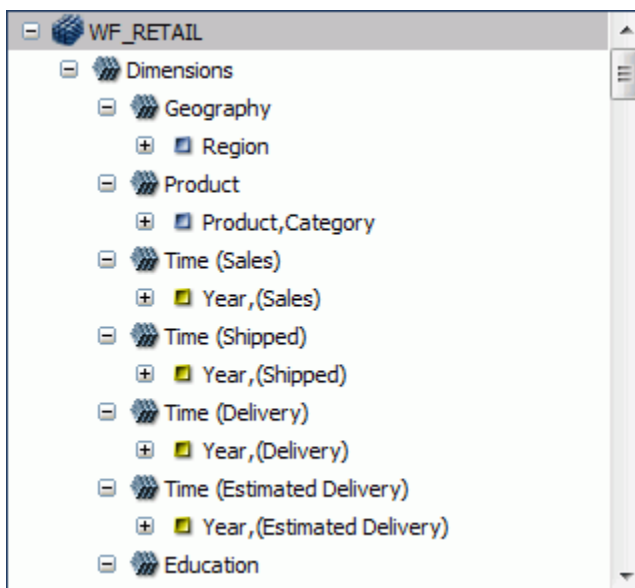 WF_RETAIL
Dimensions
Geography
Region
Product
Product,Category
Time (Sales)
Year,(Sales)
Time (Shipped)
Year,(Shipped)
Time (Delivery)
Year,(Delivery)
Time (Estimated Delivery)
Year,(Estimated Delivery)
Education